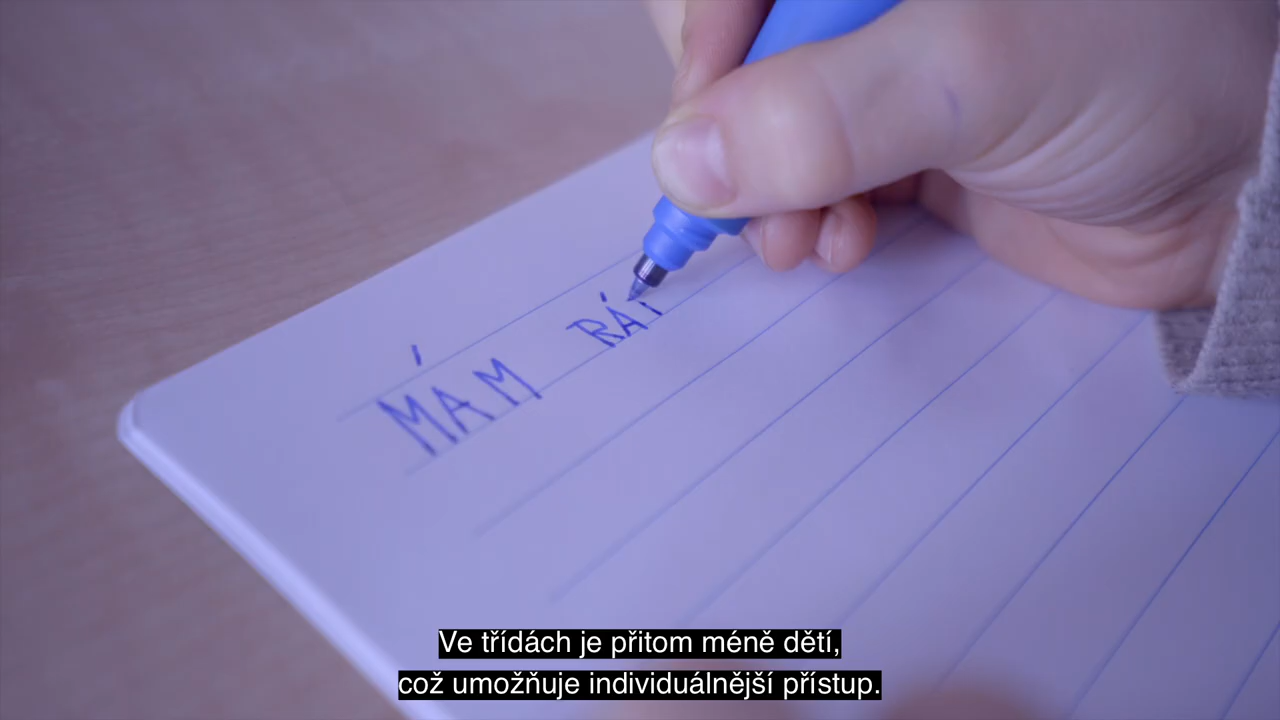 MÁM RÁ
Ve třídách je přitom méně dětí,
což umožňuje individuálnější přístup.